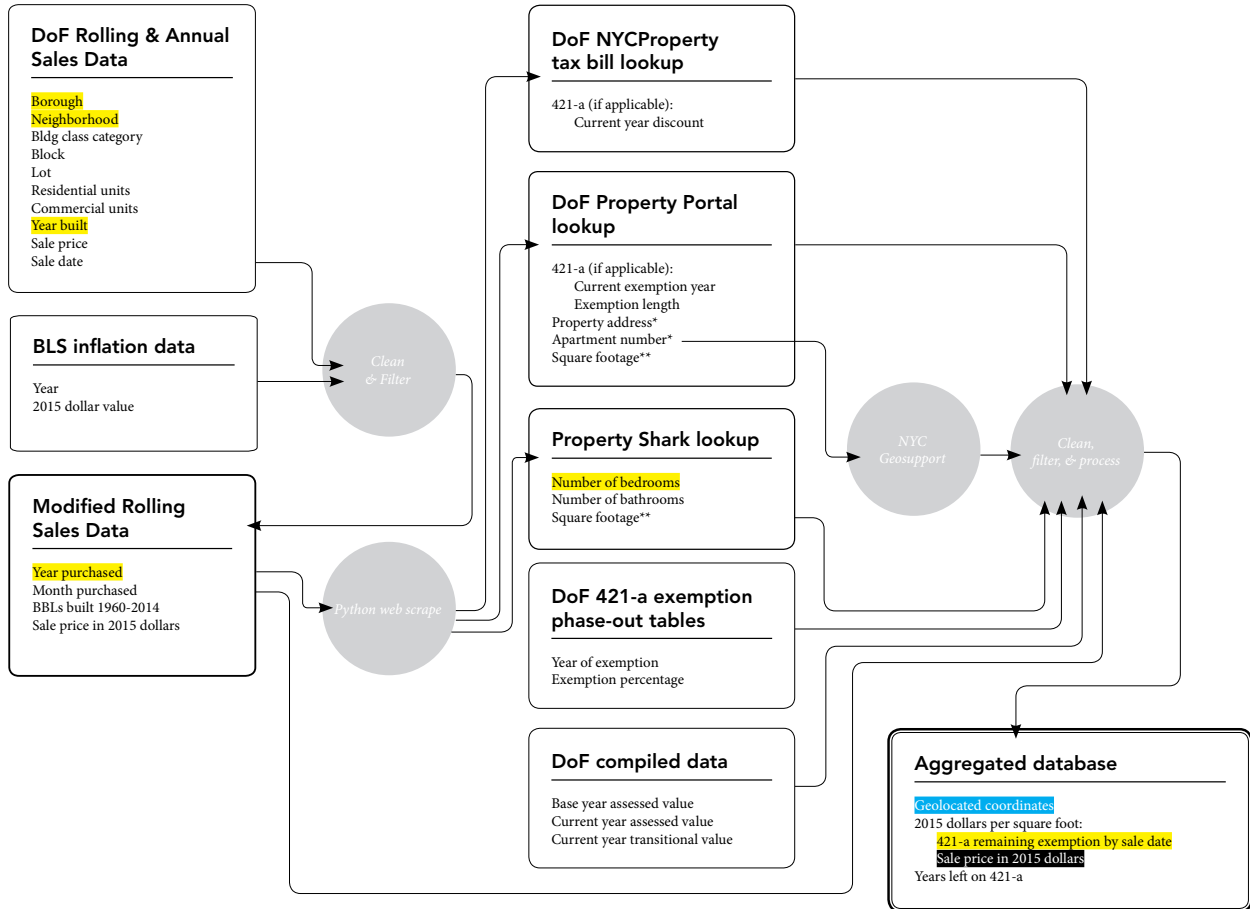 DoF Rolling & Annual
Sales Data
Borough
Neighborhood
Bldg class category
Block
Lot
Residential units
Commercial units
Year built
Sale price
Sale date
BLS inflation data
Year
2015 dollar value
Modified Rolling
Sales Data
Year purchased
Month purchased
BBLs built 1960-2014
Sale price in 2015 dollars
Clean
& Filter
Python web scrape
DoF NYCProperty
tax bill lookup
421-a (if applicable):
Current year discount
DoF Property Portal
lookup
421-a (if applicable):
Current exemption year
Exemption length
Property address*
Apartment number*
Square footage**
Property Shark lookup
Number of bedrooms
Number of bathrooms
Square footage**
DoF 421-a exemption
phase-out tables
Year of exemption
Exemption percentage
DoF compiled data
Base year assessed value
Current year assessed value
Current year transitional value
NYC
Geosupport
Clean,
filter, & process
Aggregated database
Geolocated coordinates
2015 dollars per square foot:
421-a remaining exemption by sale date
Sale price in 2015 dollars
Years left on 421-a